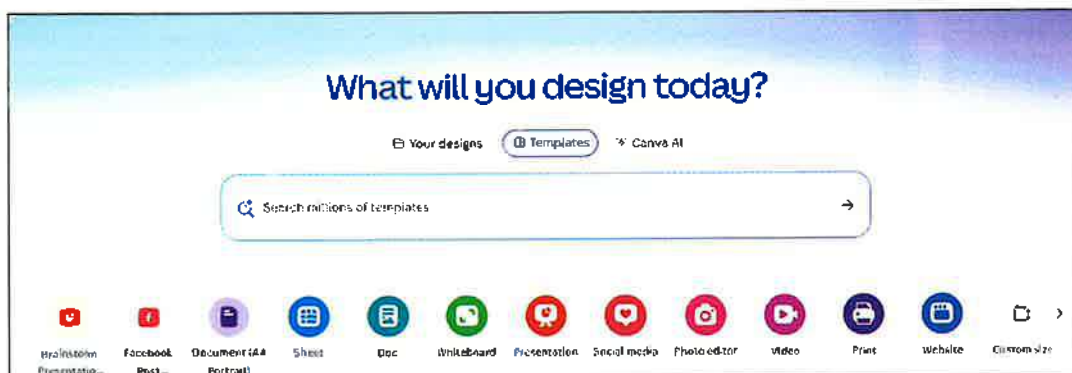 What will you design today?
Your designs Templates Canva AI
Search millions of templates
Brainstorm Facebook Document (A4 Sheet Doc Whiteboard Presentation Social media Photo editor Video Print Website Custom size
Presentatio... Post... Portrait)